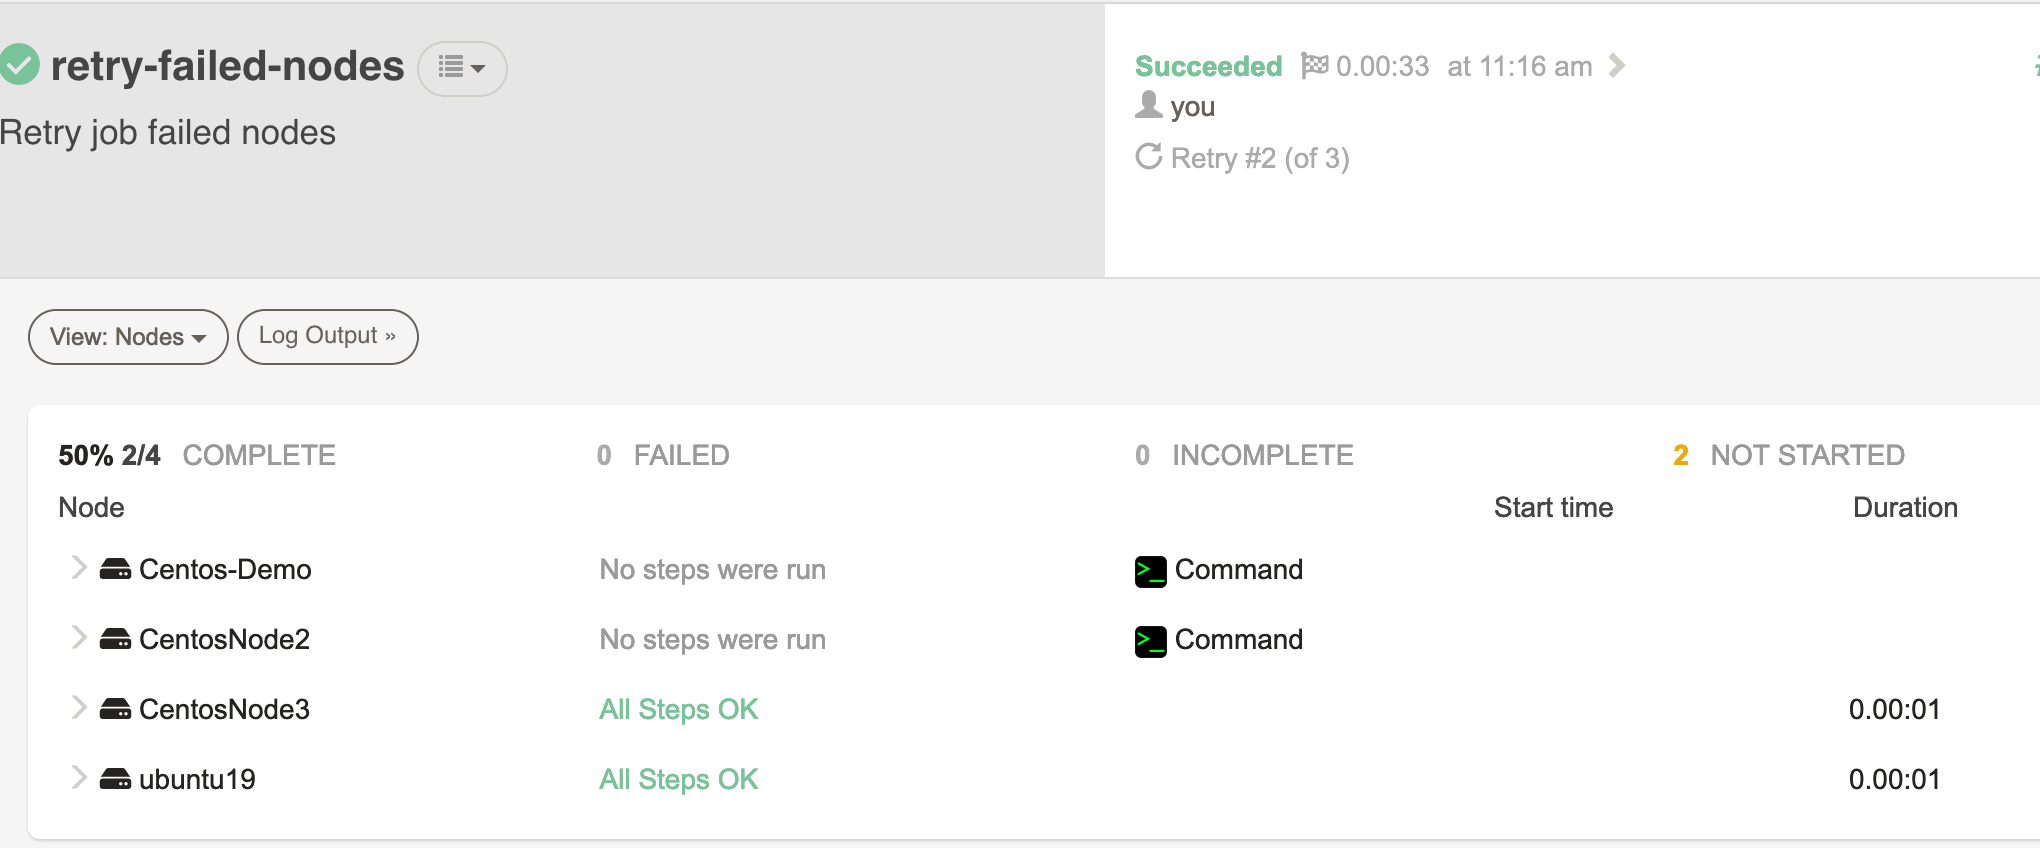 retry-failed-nodes
Retry job failed nodes
Succeeded 0.00:33 at 11:16 am
you
Retry #2 (of 3)
View: Nodes
Log Output »
50% 2/4 COMPLETE 0 FAILED 0 INCOMPLETE 2 NOT STARTED
Node Start time Duration
Centos-Demo No steps were run >_ Command
CentosNode2 No steps were run >_ Command
CentosNode3 All Steps OK 0.00:01
ubuntu19 All Steps OK 0.00:01